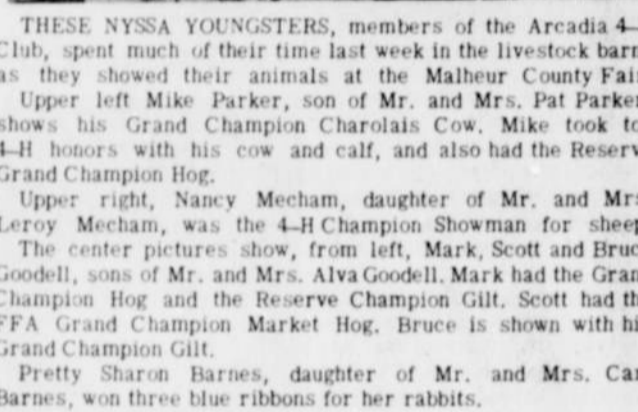 THESE NYSSA YOUNGSTERS, members of the Arcadia 4-
Club, spent much of their time last week in the livestock barn
as they showed their animals at the Malheur County Fair
Upper left Mike Parker, son of Mr. and Mrs. Pat Parker
shows his Grand Champion Charolais Cow. Mike took to
4-H honors with his cow and calf, and also had the Reserv
Grand Champion Hog.
Upper right, Nancy Mecham, daughter of Mr. and Mrs
Leroy Mecham, was the 4-H Champion Showman for sheep
The center pictures show, from left, Mark, Scott and Bruc
Goodell, sons of Mr. and Mrs. Alva Goodell. Mark had the Gran
Champion Hog and the Reserve Champion Gilt. Scott had th
FFA Grand Champion Market Hog. Bruce is shown with hi
Grand Champion Gilt.
Pretty Sharon Barnes, daughter of Mr. and Mrs. Car
Barnes, won three blue ribbons for her rabbits.